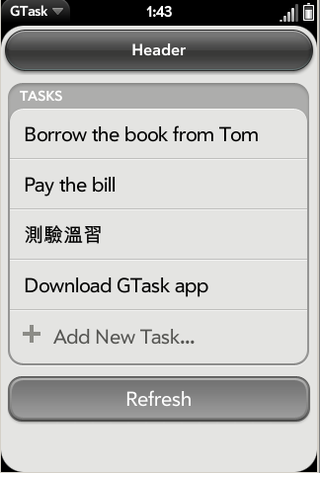 GTask 1:43
Header
TASKS
Borrow the book from Tom
Pay the bill
測驗溫習
Download GTask app
+ Add New Task...
Refresh